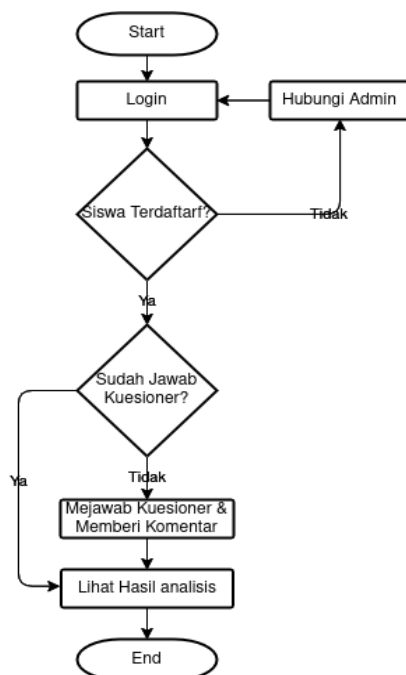 Start
Login
Hubungi Admin
Siswa Terdaftarf?
Tidak
Ya
Sudah Jawab
Kuesioner?
Ya
Tidak
Mejawab Kuesioner &
Memberi Komentar
Lihat Hasil analisis
End